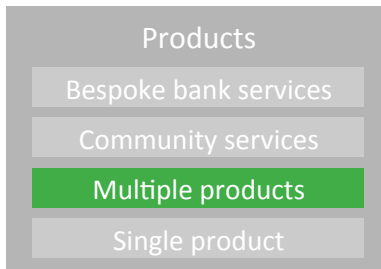 Products
Bespoke bank services
Community services
Multiple products
Single product